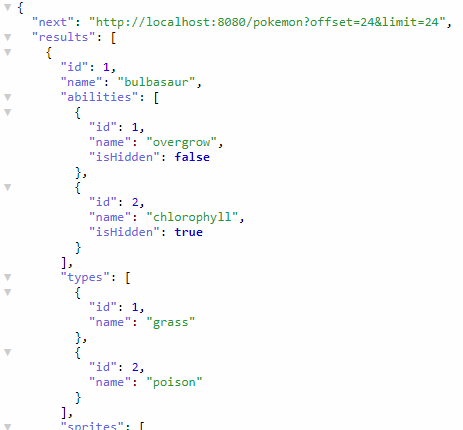 {
"next": "http://localhost:8080/pokemon?offset=24&limit=24",
"results": [
{
"id": 1,
"name": "bulbasaur",
"abilities": [
{
"id": 1,
"name": "overgrow",
"isHidden": false
},
{
"id": 2,
"name": "chlorophyll",
"isHidden": true
}
],
"types": [
{
"id": 1,
"name": "grass"
},
{
"id": 2,
"name": "poison"
}
],
"sprites": [